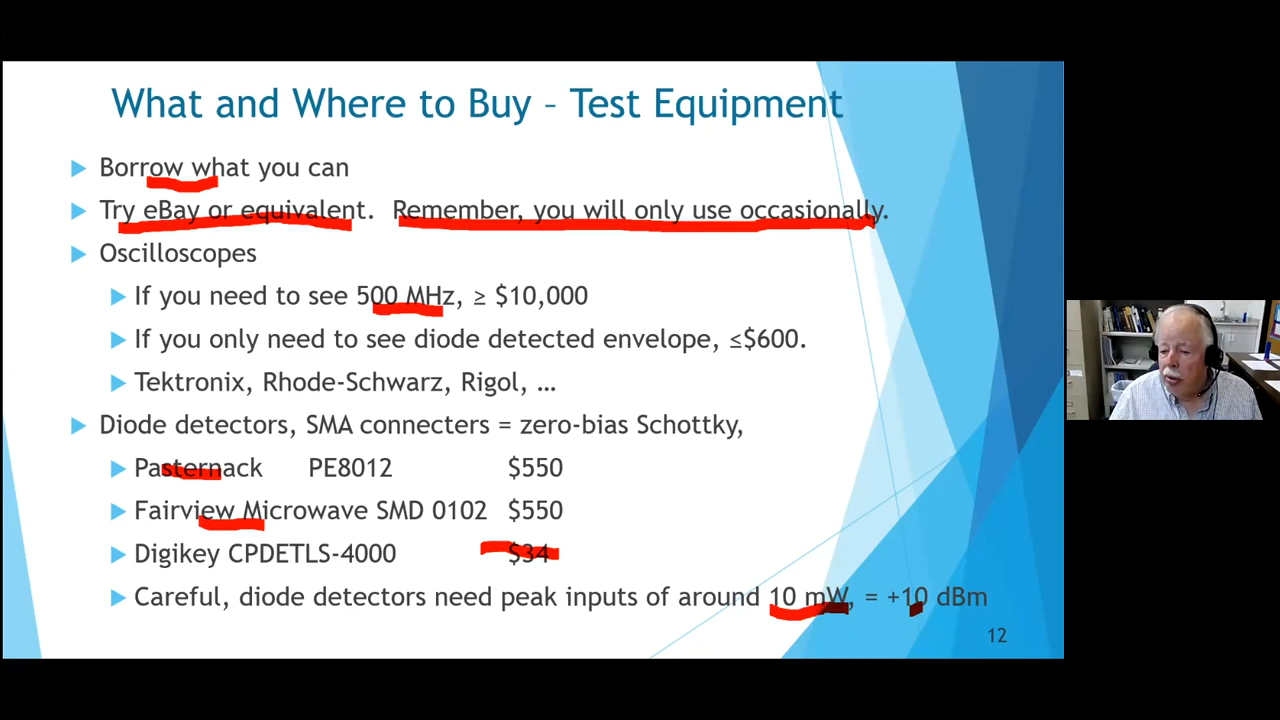 What and Where to Buy – Test Equipment
Borrow what you can
Try eBay or equivalent. Remember, you will only use occasionally.
Oscilloscopes
If you need to see 500 MHz, ≥ $10,000
If you only need to see diode detected envelope, ≤$600.
Tektronix, Rhode-Schwarz, Rigol, …
Diode detectors, SMA connecters = zero-bias Schottky,
Pasternack PE8012 $550
Fairview Microwave SMD 0102 $550
Digikey CPDETLS-4000 $34
Careful, diode detectors need peak inputs of around 10 mW, = +10 dBm
12